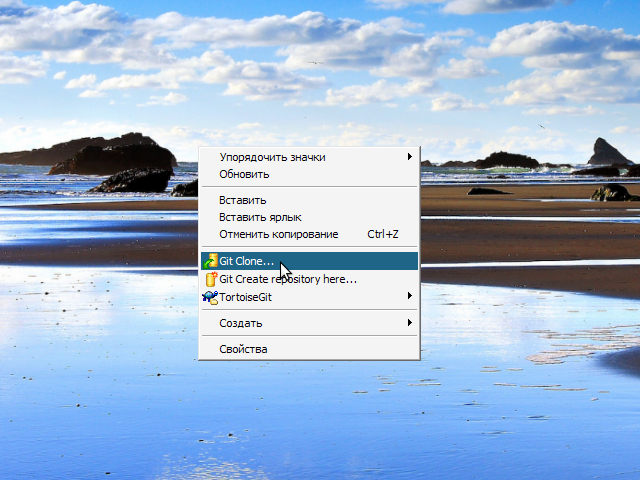 Упорядочить значки
Обновить
Вставить
Вставить ярлык
Отменить копирование Ctrl+Z
Git Clone...
Git Create repository here...
TortoiseGit
Создать
Свойства